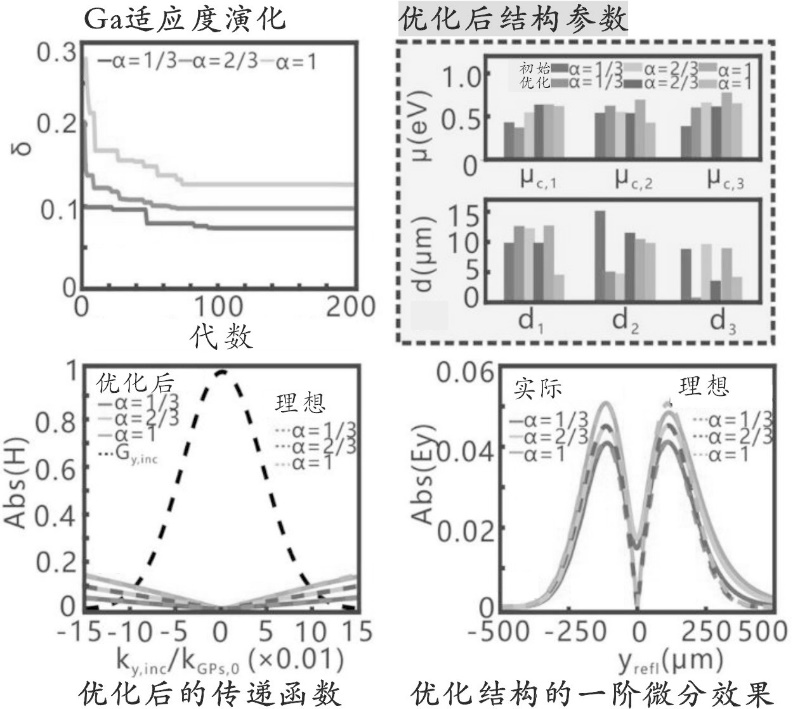 Ga适应度演化
0.3
0.2
0.1
0
δ
α=1/3 α=2/3 α=1
0 100 200
代数
优化后结构参数
1.0
0.5
0
μ(eV)
初始 α=1/3 α=2/3 α=1
优化 α=1/3 α=2/3 α=1
μc,1 μc,2 μc,3
15
10
5
0
d(μm)
d1 d2 d3
1
0.8
0.6
0.4
0.2
0
Abs(H)
优化后
α=1/3
α=2/3
α=1
Gy,inc
理想
α=1/3
α=2/3
α=1
-15 -10 -5 0 5 10 15
ky,inc/kGPs,0 (×0.01)
优化后的传递函数
0.06
0.04
0.02
0
Abs(Ey)
实际
α=1/3
α=2/3
α=1
理想
α=1/3
α=2/3
α=1
-500 -250 0 250 500
yrefl(μm)
优化结构的一阶微分效果